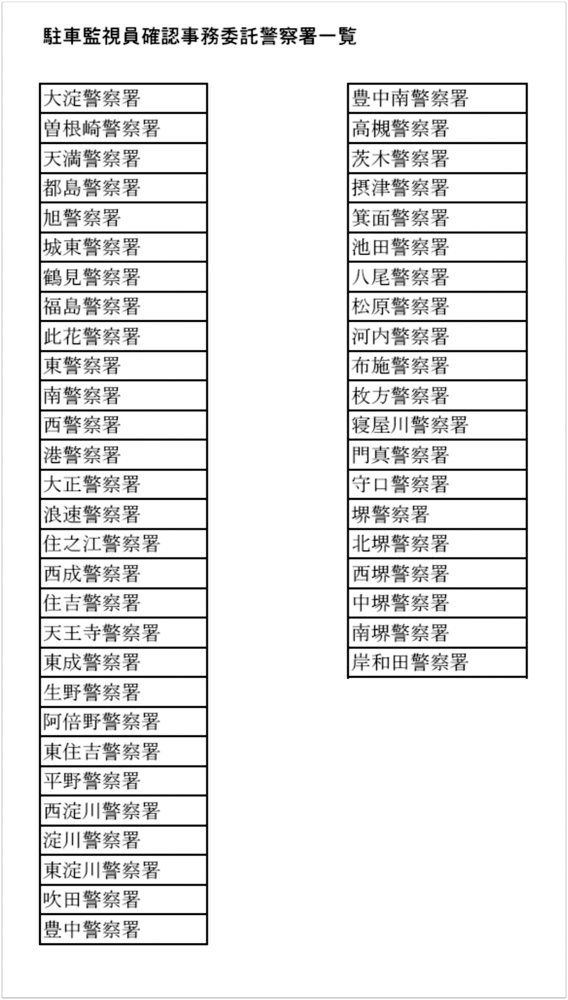 駐車監視員確認事務委託警察署一覧
大淀警察署
曽根崎警察署
天満警察署
都島警察署
旭警察署
城東警察署
鶴見警察署
福島警察署
此花警察署
東警察署
南警察署
西警察署
港警察署
大正警察署
浪速警察署
住之江警察署
西成警察署
住吉警察署
天王寺警察署
東成警察署
生野警察署
阿倍野警察署
東住吉警察署
平野警察署
西淀川警察署
淀川警察署
東淀川警察署
吹田警察署
豊中警察署
豊中南警察署
高槻警察署
茨木警察署
摂津警察署
箕面警察署
池田警察署
八尾警察署
松原警察署
河内警察署
布施警察署
枚方警察署
寝屋川警察署
門真警察署
守口警察署
堺警察署
北堺警察署
西堺警察署
中堺警察署
南堺警察署
岸和田警察署